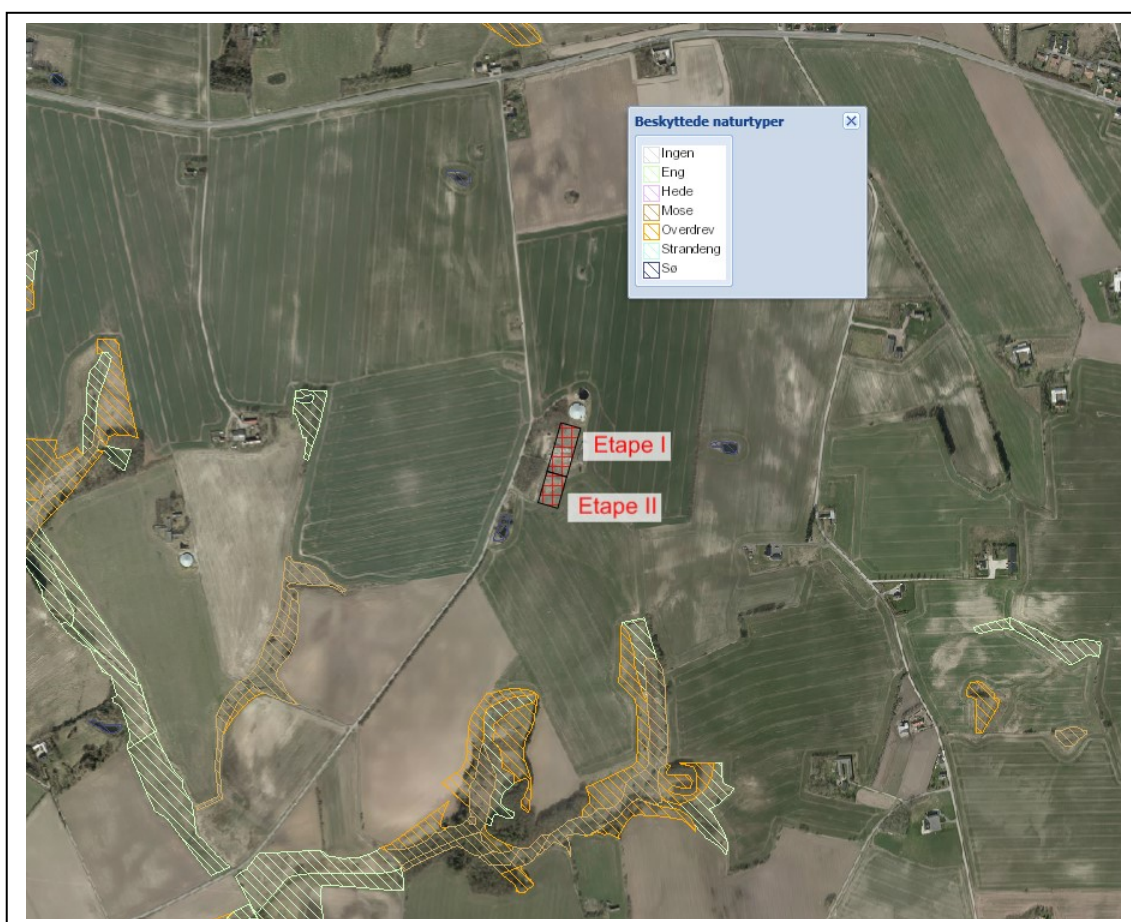 Beskyttede naturtyper
Ingen
Eng
Hede
Mose
Overdrev
Strandeng
Sø
Etape I
Etape II